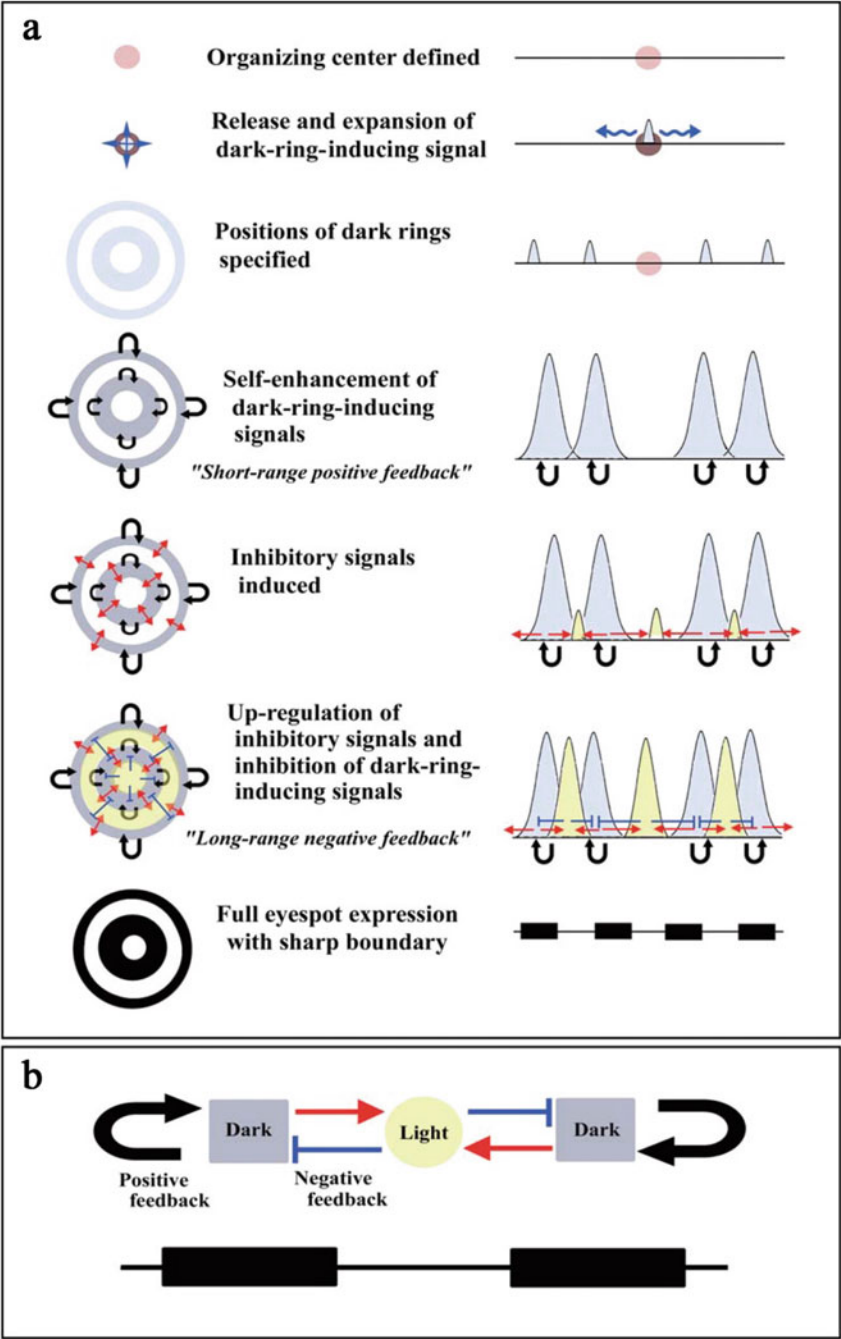 a
Organizing center defined
Release and expansion of
dark-ring-inducing signal
Positions of dark rings
specified
Self-enhancement of
dark-ring-inducing
signals
"Short-range positive feedback"
Inhibitory signals
induced
Up-regulation of
inhibitory signals and
inhibition of dark-ring-
inducing signals
"Long-range negative feedback"
Full eyespot expression
with sharp boundary
b
Dark
Light
Dark
Positive
feedback
Negative
feedback